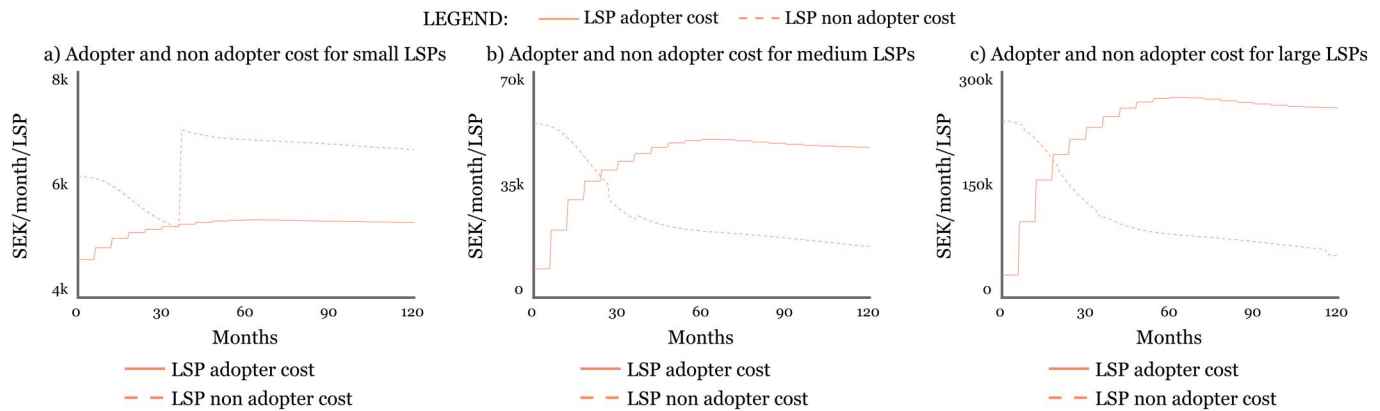 LEGEND: LSP adopter cost LSP non adopter cost
a) Adopter and non adopter cost for small LSPs
8k
6k
4k
SEK/month/LSP
0 30 60 90 120
Months
LSP adopter cost
LSP non adopter cost
b) Adopter and non adopter cost for medium LSPs
70k
35k
0
SEK/month/LSP
0 30 60 90 120
Months
LSP adopter cost
LSP non adopter cost
c) Adopter and non adopter cost for large LSPs
300k
150k
0
SEK/month/LSP
0 30 60 90 120
Months
LSP adopter cost
LSP non adopter cost